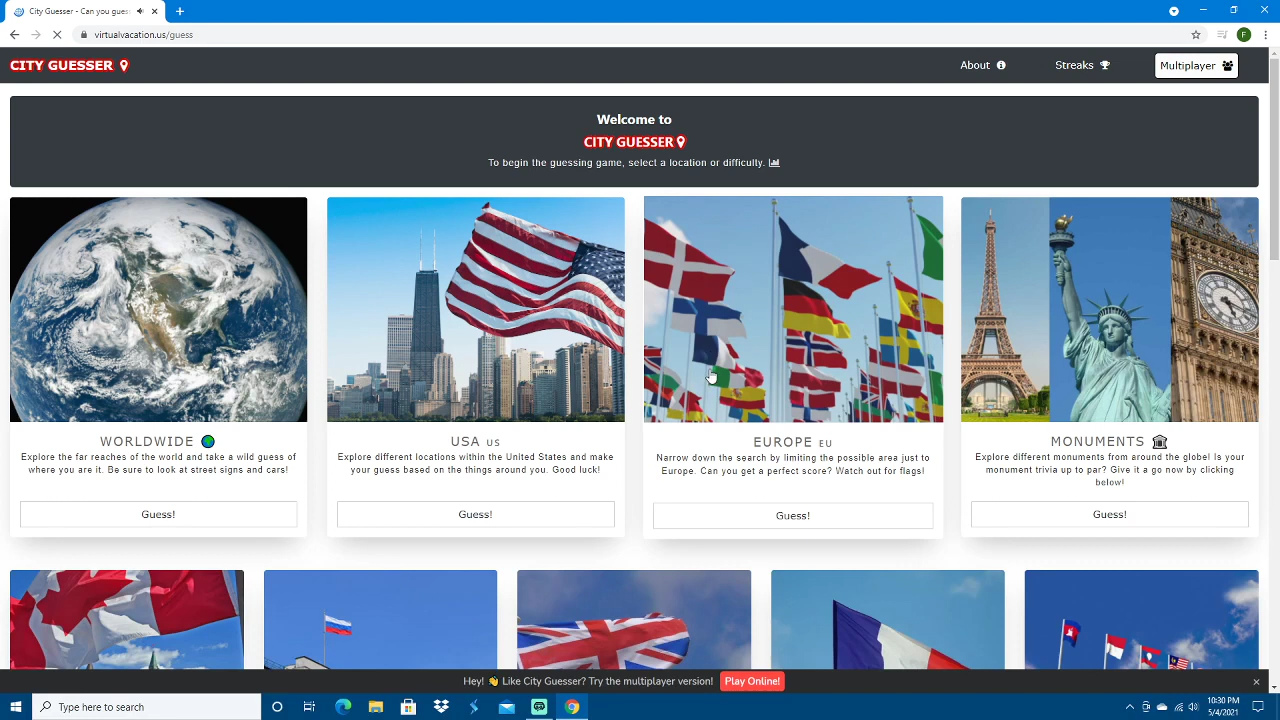 City Guesser - Can you gues
virtualvacation.us/guess
F
CITY GUESSER
About
Streaks
Multiplayer
Welcome to
CITY GUESSER
To begin the guessing game, select a location or difficulty.
WORLDWIDE
Explore the far reaches of the world and take a wild guess of
where you are it. Be sure to look at street signs and cars!
Guess!
USA US
Explore different locations within the United States and make
your guess based on the things around you. Good luck!
Guess!
EUROPE EU
Narrow down the search by limiting the possible area just to
Europe. Can you get a perfect score? Watch out for flags!
Guess!
MONUMENTS
Explore different monuments from around the globe! Is your
monument trivia up to par? Give it a go now by clicking
below!
Guess!
Hey! 👋 Like City Guesser? Try the multiplayer version!
Play Online!
Type here to search
10:30 PM
5/4/2021